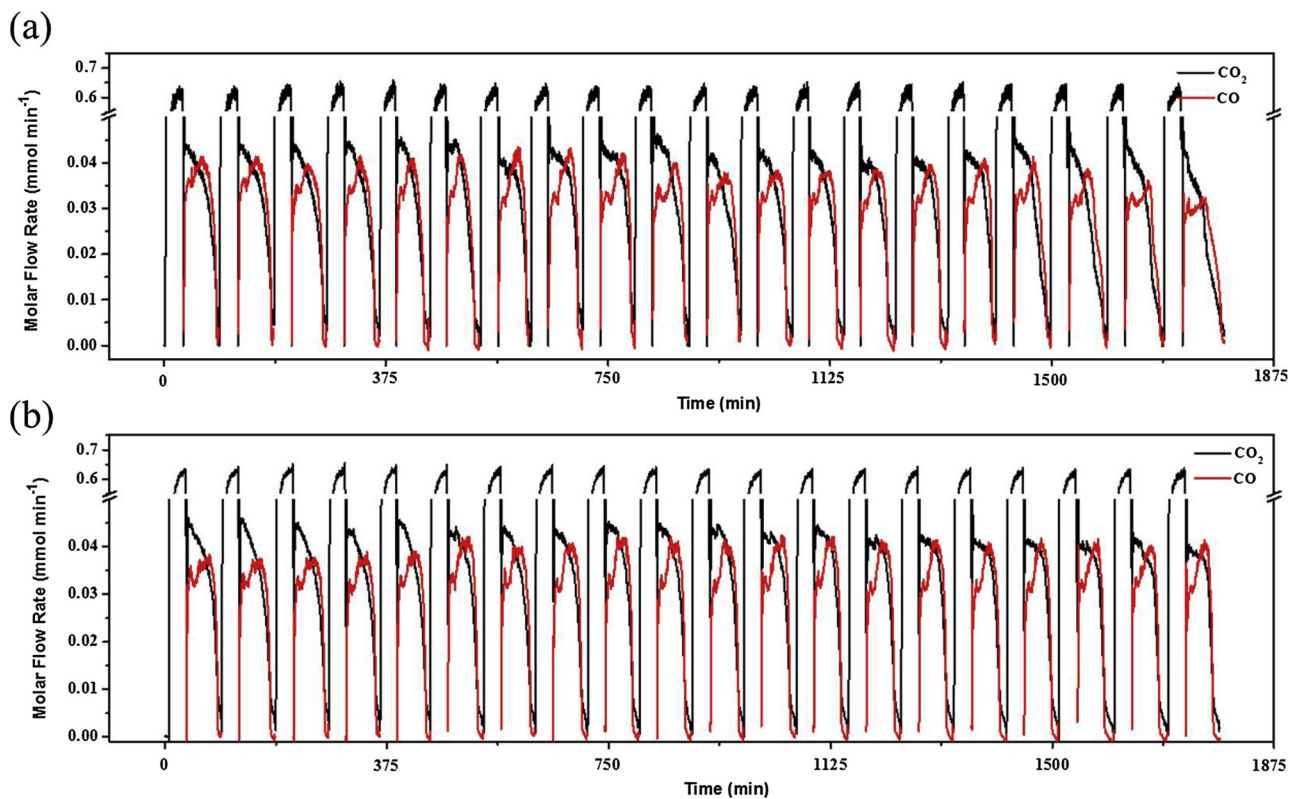 (a)
0.7
0.6
0.04
0.03
0.02
0.01
0.00
Molar Flow Rate (mmol min⁻¹)
CO₂
CO
0 375 750 1125 1500 1875
Time (min)
(b)
0.7
0.6
0.04
0.03
0.02
0.01
0.00
Molar Flow Rate (mmol min⁻¹)
CO₂
CO
0 375 750 1125 1500 1875
Time (min)